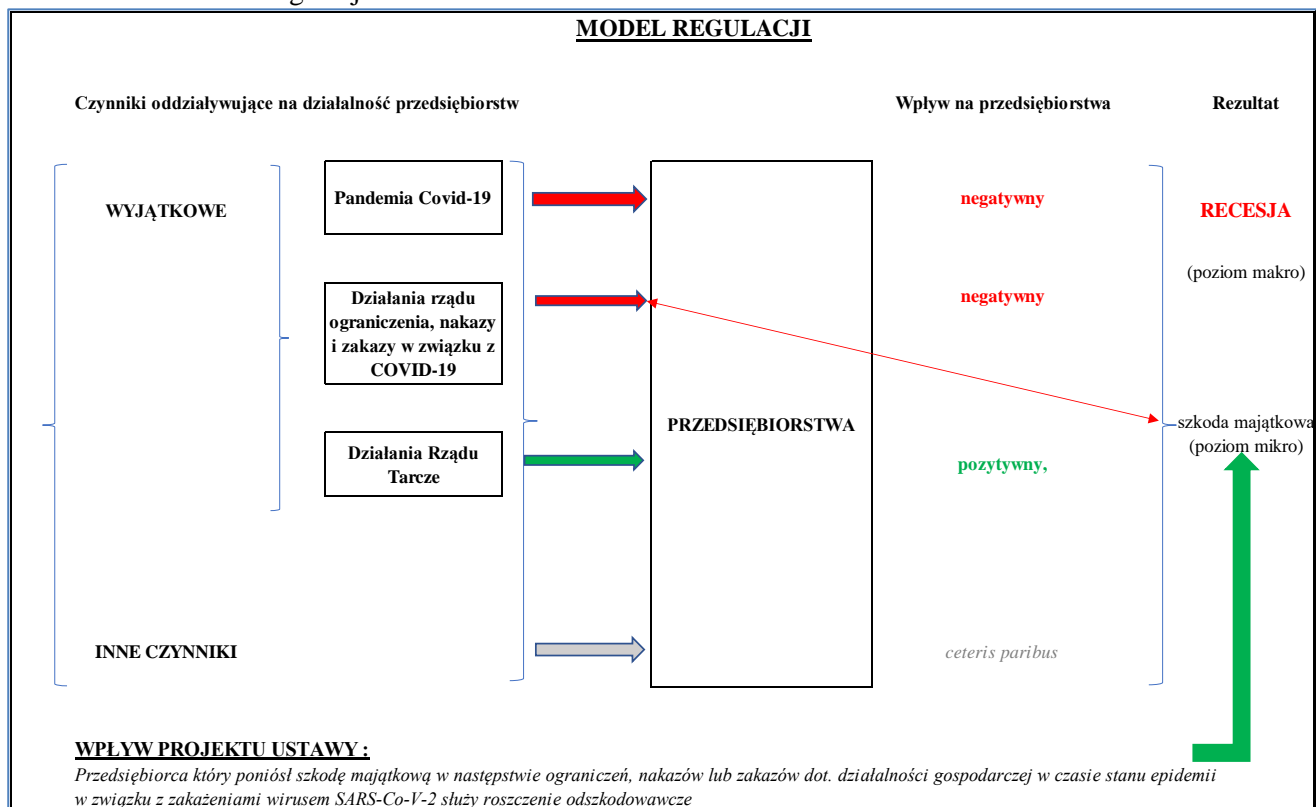 MODEL REGULACJI
Czynniki oddziaływujące na działalność przedsiębiorstw
Wpływ na przedsiębiorstwa
Rezultat
WYJĄTKOWE
Pandemia Covid-19
negatywny
RECESJA
(poziom makro)
Działania rządu
ograniczenia, nakazy
i zakazy w związku z
COVID-19
negatywny
PRZEDSIĘBIORSTWA
szkoda majątkowa
(poziom mikro)
Działania Rządu
Tarcze
pozytywny,
INNE CZYNNIKI
ceteris paribus
WPŁYW PROJEKTU USTAWY :
Przedsiębiorca który poniósł szkodę majątkową w następstwie ograniczeń, nakazów lub zakazów dot. działalności gospodarczej w czasie stanu epidemii
w związku z zakażeniami wirusem SARS-Co-V-2 służy roszczenie odszkodowawcze